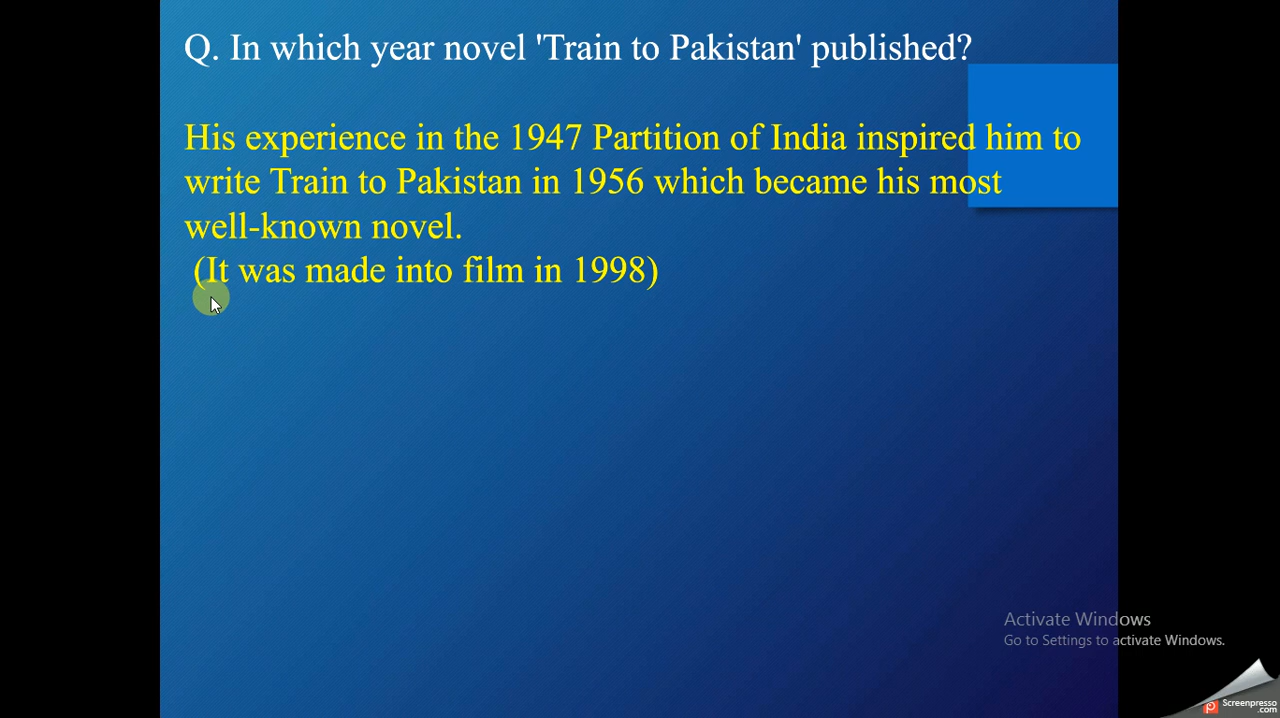 Q. In which year novel 'Train to Pakistan' published?
His experience in the 1947 Partition of India inspired him to
write Train to Pakistan in 1956 which became his most
well-known novel.
(It was made into film in 1998)
Activate Windows
Go to Settings to activate Windows.
Screenpresso
.com